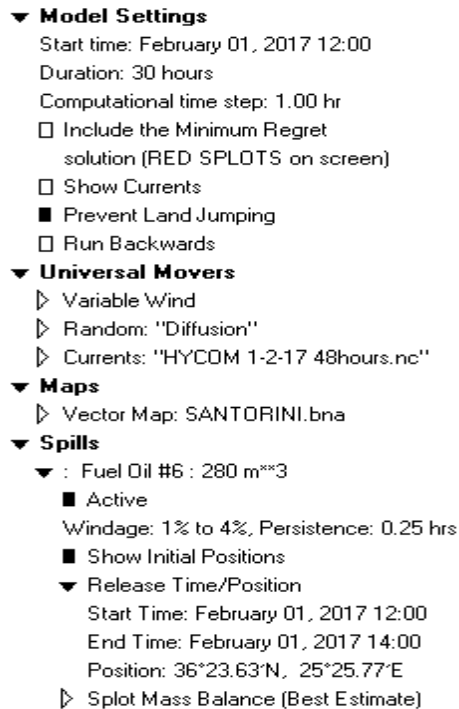 Model Settings
Start time: February 01, 2017 12:00
Duration: 30 hours
Computational time step: 1.00 hr
Include the Minimum Regret
solution (RED SPLOTS on screen)
Show Currents
Prevent Land Jumping
Run Backwards
Universal Movers
Variable Wind
Random: "Diffusion"
Currents: "HYCOM 1-2-17 48hours.nc"
Maps
Vector Map: SANTORINI.bna
Spills
: Fuel Oil #6 : 280 m**3
Active
Windage: 1% to 4%, Persistence: 0.25 hrs
Show Initial Positions
Release Time/Position
Start Time: February 01, 2017 12:00
End Time: February 01, 2017 14:00
Position: 36°23.63'N, 25°25.77'E
Splot Mass Balance (Best Estimate)